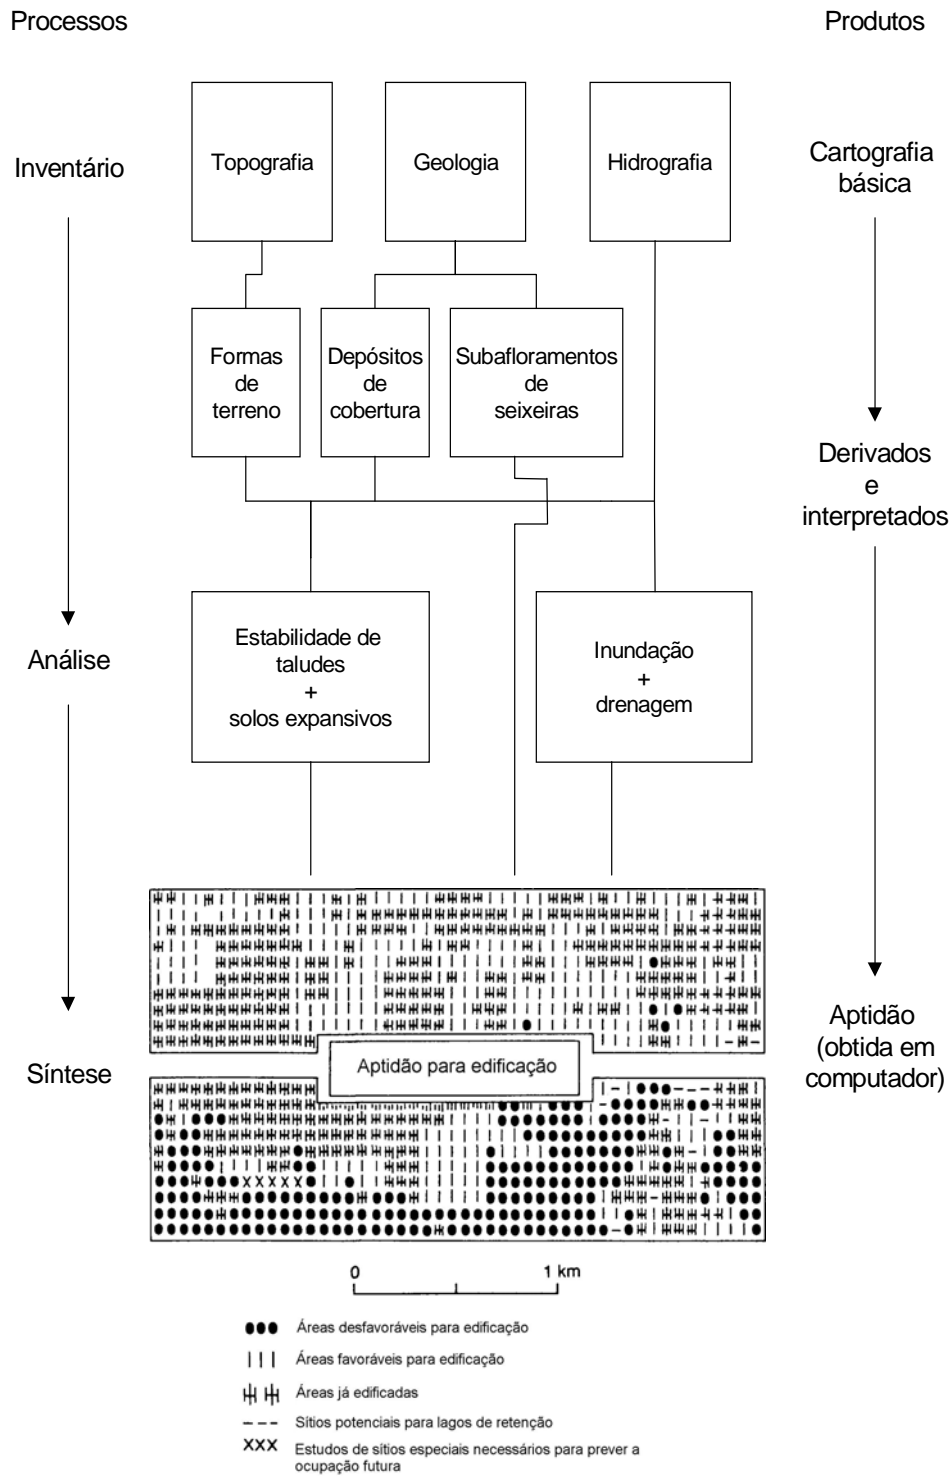 Processos
Produtos
Topografia
Geologia
Hidrografia
Inventário
Cartografia
básica
Formas
de
terreno
Depósitos
de
cobertura
Subafloramentos
de
seixeiras
Derivados
e
interpretados
Estabilidade de
taludes
+
solos expansivos
Inundação
+
drenagem
Análise
Aptidão
(obtida em
computador)
Síntese
Aptidão para edificação
0
1 km
Áreas desfavoráveis para edificação
Áreas favoráveis para edificação
Áreas já edificadas
Sítios potenciais para lagos de retenção
XXX Estudos de sítios especiais necessários para prever a
ocupação futura